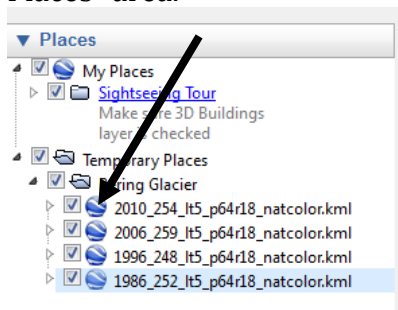 Places
My Places
Sightseeing Tour
Make sure 3D Buildings
layer is checked
Temporary Places
Bering Glacier
2010_254_lt5_p64r18_natcolor.kml
2006_259_lt5_p64r18_natcolor.kml
1996_248_lt5_p64r18_natcolor.kml
1986_252_lt5_p64r18_natcolor.kml